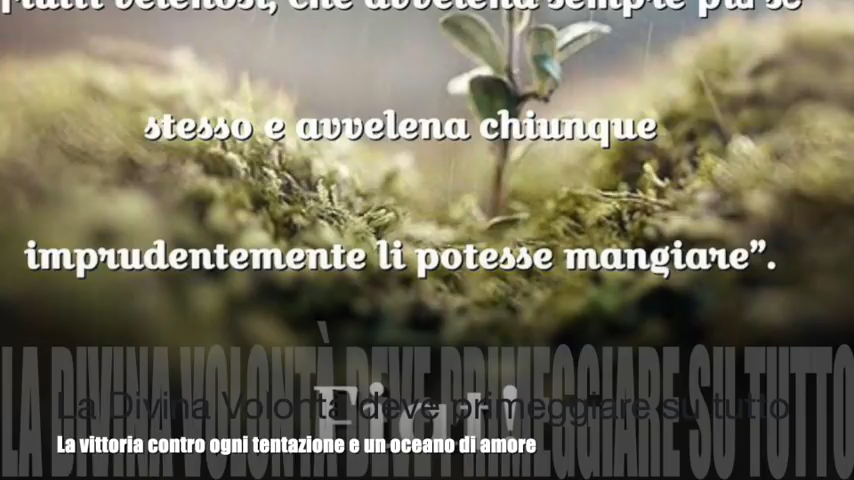 frutti velenosi, che avvelena sempre più se
stesso e avvelena chiunque
imprudentemente li potesse mangiare”.
LA DIVINA VOLONTÀ DEVE PRIMEGGIARE SU TUTTO
La Divina Volontà deve primeggiare su tutto
La vittoria contro ogni tentazione e un oceano di amore